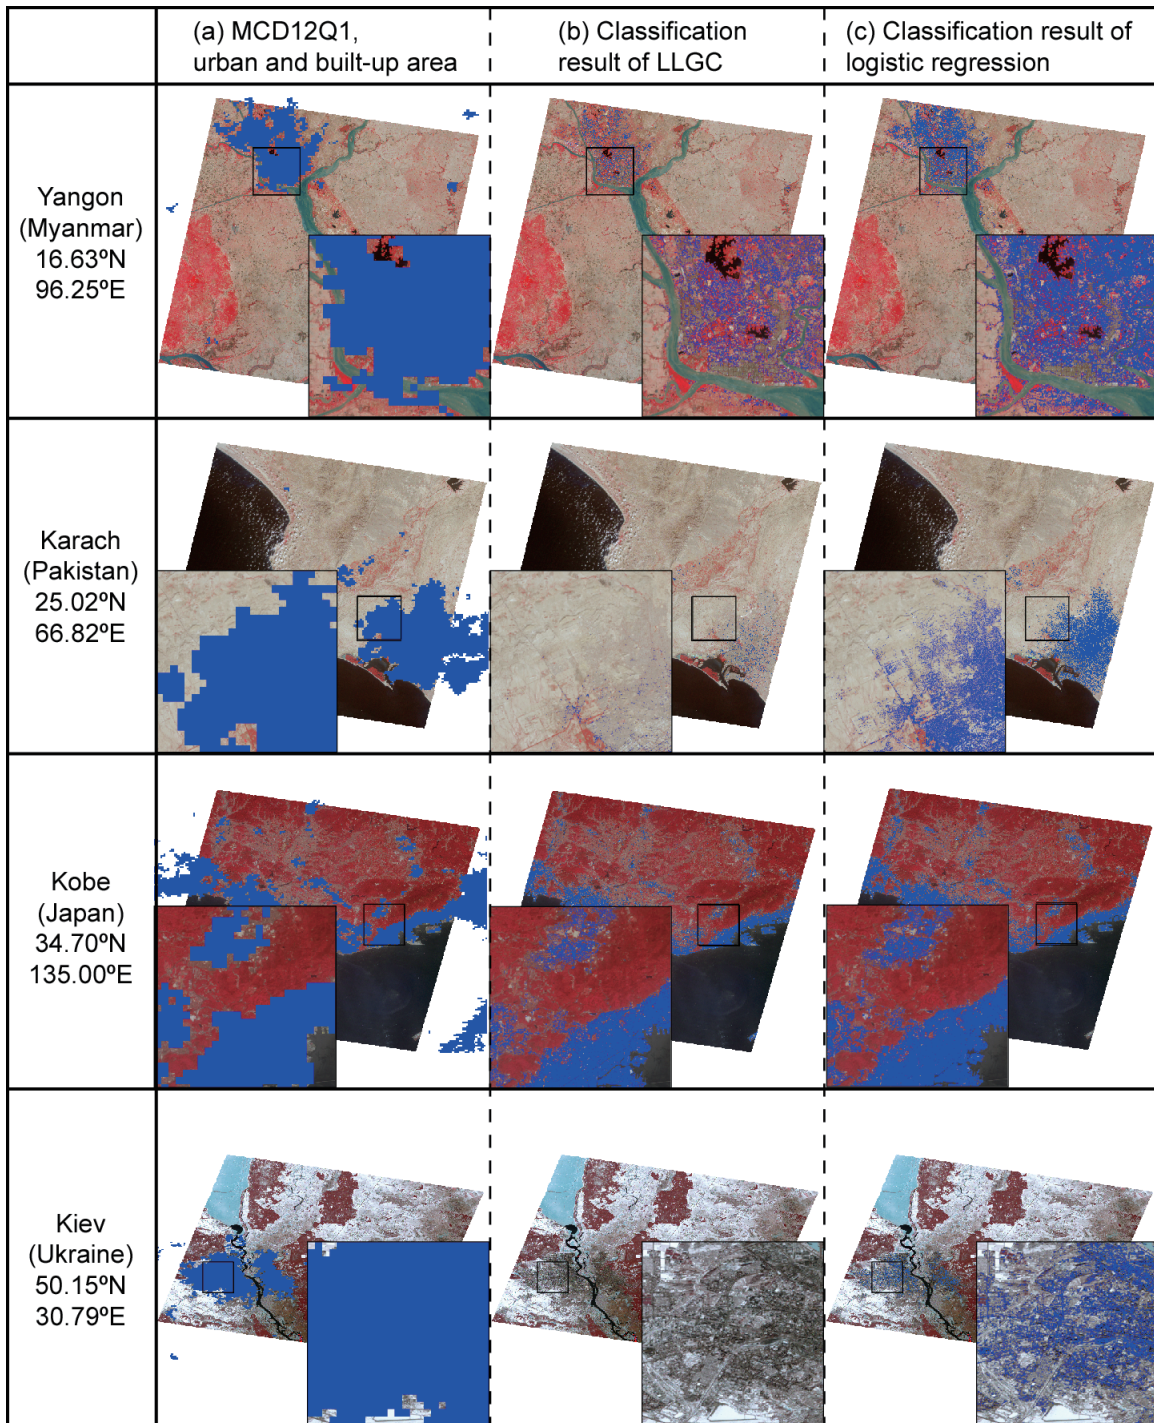 (a) MCD12Q1,
urban and built-up area
(b) Classification
result of LLGC
(c) Classification result of
logistic regression
Yangon
(Myanmar)
16.63ºN
96.25ºE
Karach
(Pakistan)
25.02ºN
66.82ºE
Kobe
(Japan)
34.70ºN
135.00ºE
Kiev
(Ukraine)
50.15ºN
30.79ºE